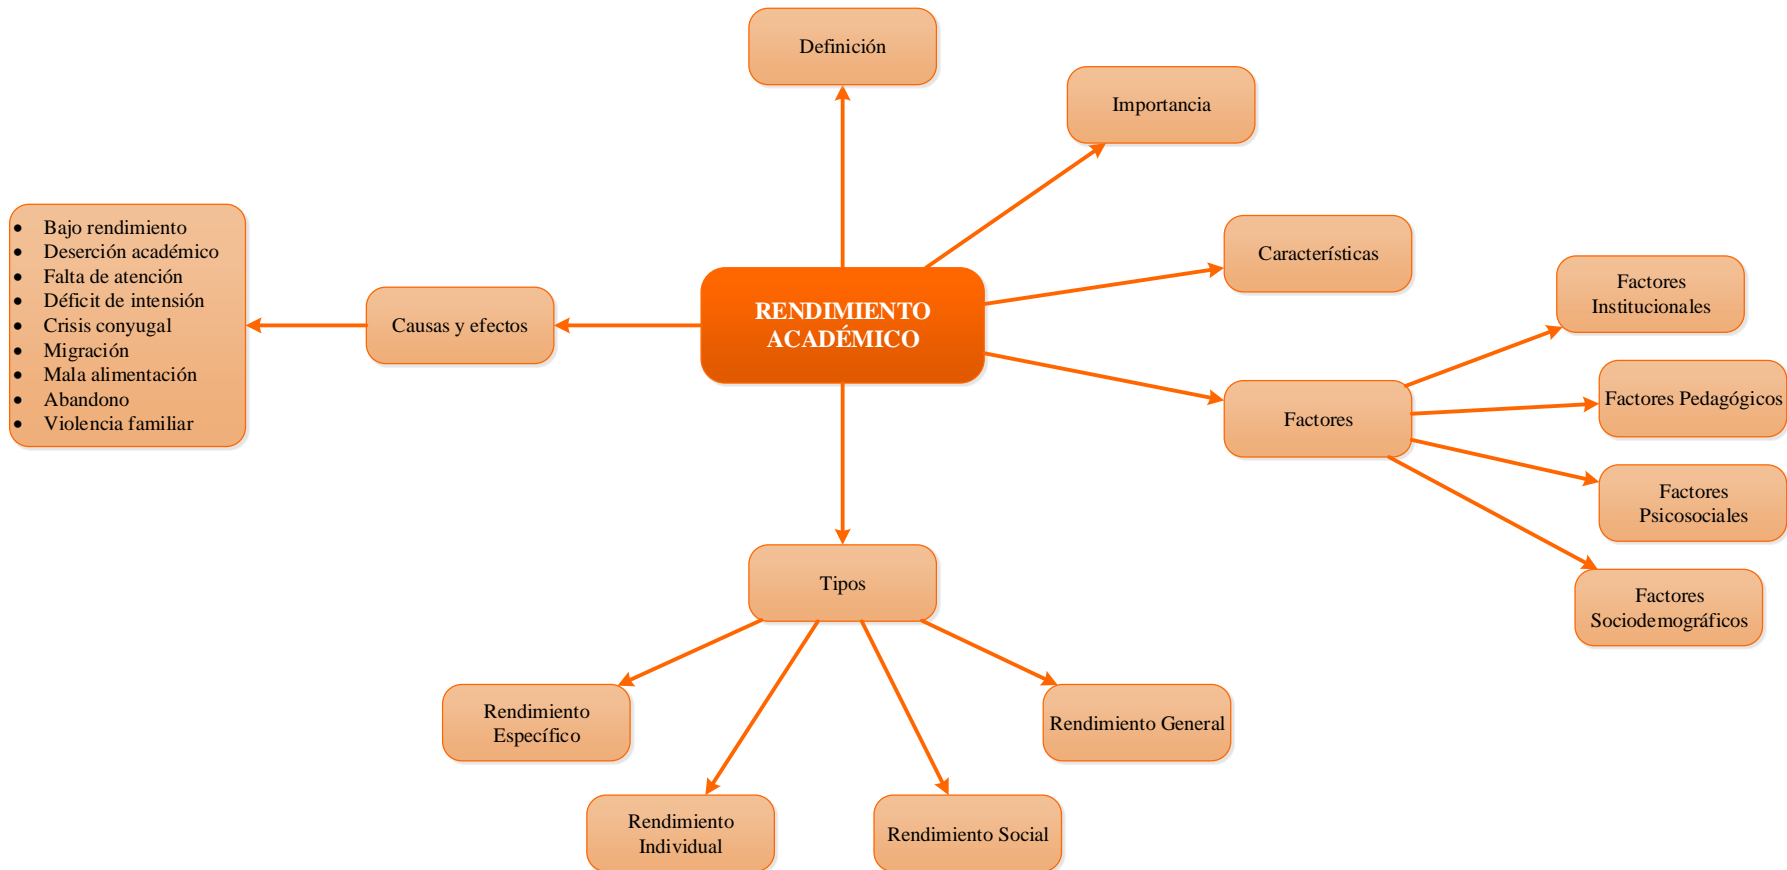 Definición
Importancia
Característícas
RENDIMIENTO
ACADÉMICO
Causas y efectos
• Bajo rendimiento
• Deserción académico
• Falta de atención
• Déficit de intensión
• Crisis conyugal
• Migración
• Mala alimentación
• Abandono
• Violencia familiar
Factores
Factores
Institucionales
Factores Pedagógicos
Factores
Psicosociales
Factores
Sociodemográficos
Tipos
Rendimiento
Específico
Rendimiento
Individual
Rendimiento Social
Rendimiento General